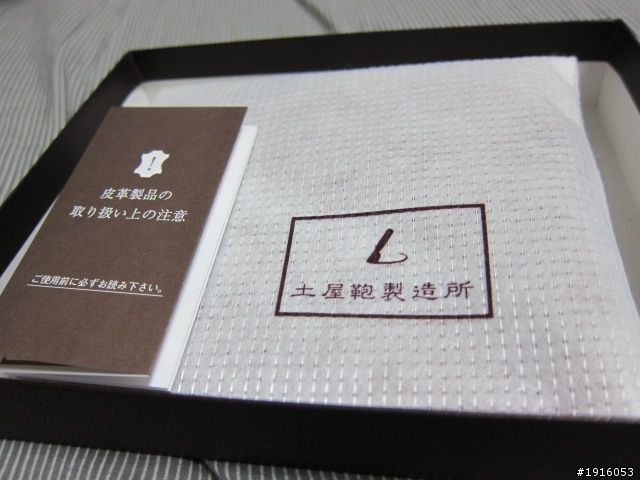 皮革製品の
取り扱い上の注意
ご使用前に必ずお読み下さい。
土屋鞄製造所
#1916053